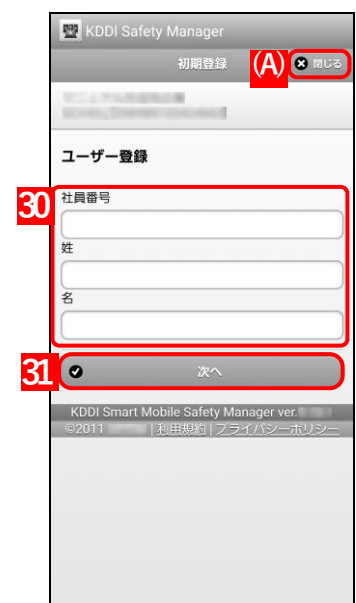 KDDI Safety Manager
初期登録 (A) 閉じる
ユーザー登録
30
社員番号
姓
名
31 次へ
KDDI Smart Mobile Safety Manager ver.
©2011 | 利用規約 | プライバシーポリシー